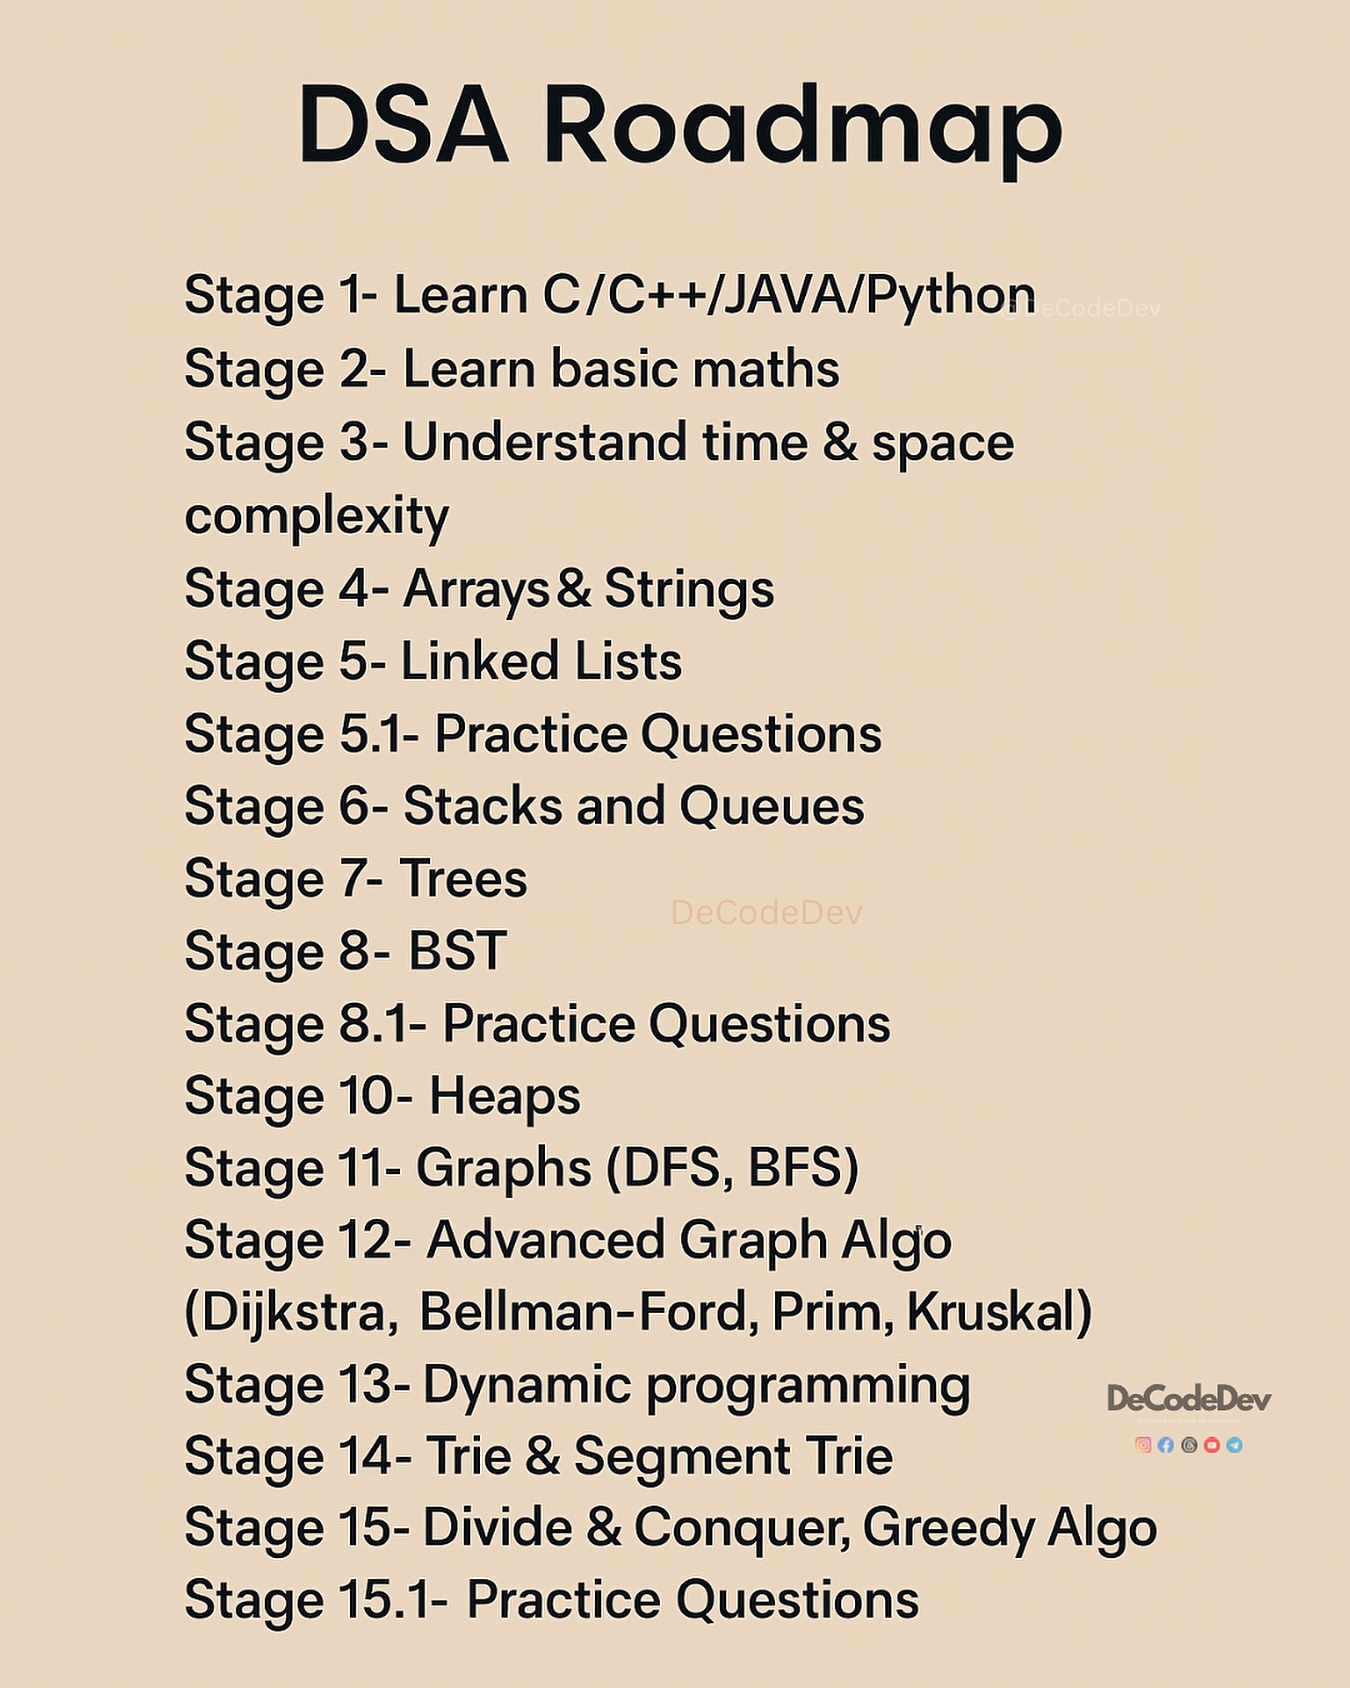 DSA Roadmap
Stage 1- Learn C/C++/JAVA/Python
@DeCodeDev
Stage 2- Learn basic maths
Stage 3- Understand time & space
complexity
Stage 4- Arrays & Strings
Stage 5- Linked Lists
Stage 5.1- Practice Questions
Stage 6- Stacks and Queues
Stage 7- Trees
DeCodeDev
Stage 8- BST
Stage 8.1- Practice Questions
Stage 10- Heaps
Stage 11- Graphs (DFS, BFS)
Stage 12- Advanced Graph Algo
(Dijkstra, Bellman-Ford, Prim, Kruskal)
Stage 13- Dynamic programming
DeCodeDev
Stage 14- Trie & Segment Trie
Stage 15- Divide & Conquer, Greedy Algo
Stage 15.1- Practice Questions